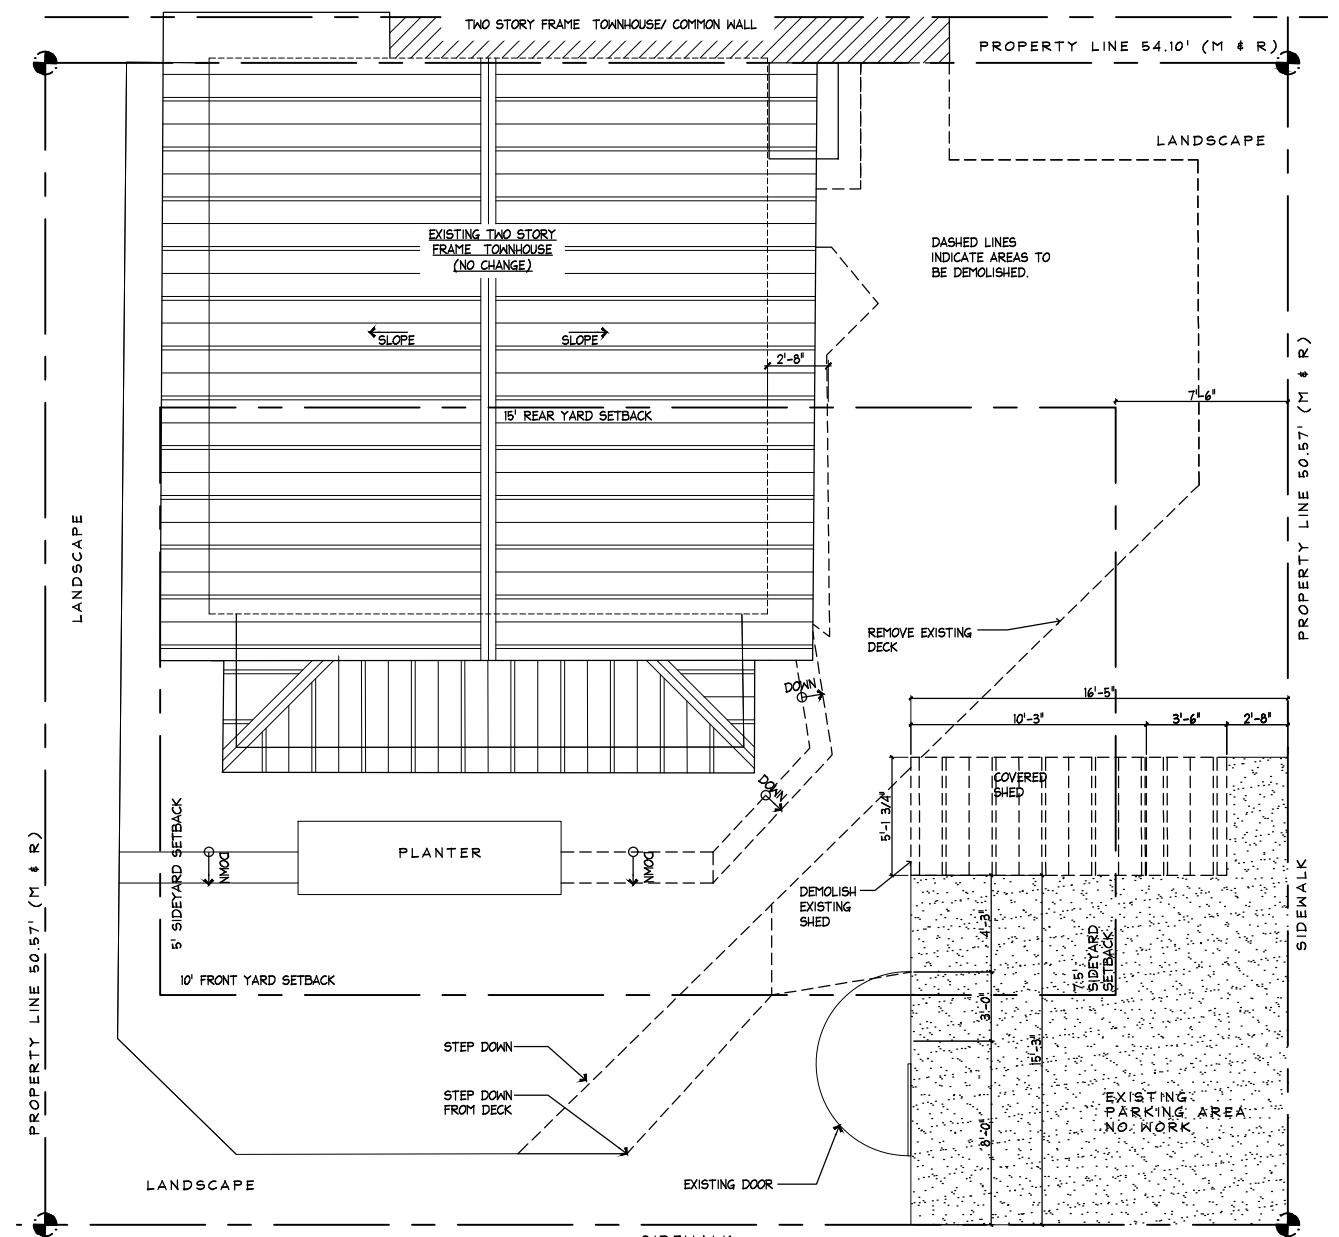 TWO STORY FRAME TOWNHOUSE/ COMMON WALL
PROPERTY LINE 54.10' (M & R)
LANDSCAPE
EXISTING TWO STORY
FRAME TOWNHOUSE
(NO CHANGE)
DASHED LINES
INDICATE AREAS TO
BE DEMOLISHED.
SLOPE
SLOPE
2'-8"
7'-6"
15' REAR YARD SETBACK
PROPERTY LINE 50.57' (M & R)
LANDSCAPE
REMOVE EXISTING
DECK
DOWN
16'-5"
10'-3"
3'-6"
2'-8"
COVERED
SHED
DOWN
5'-1 3/4"
PLANTER
DOWN
DOWN
5' SIDEYARD SETBACK
PROPERTY LINE 50.57' (M & R)
DEMOLISH
EXISTING
SHED
SIDEWALK
4'-3"
7.5'
SIDEYARD
SETBACK
10' FRONT YARD SETBACK
3'-0"
15'-3"
STEP DOWN
STEP DOWN
FROM DECK
EXISTING
PARKING AREA
NO WORK
8'-0"
EXISTING DOOR
LANDSCAPE